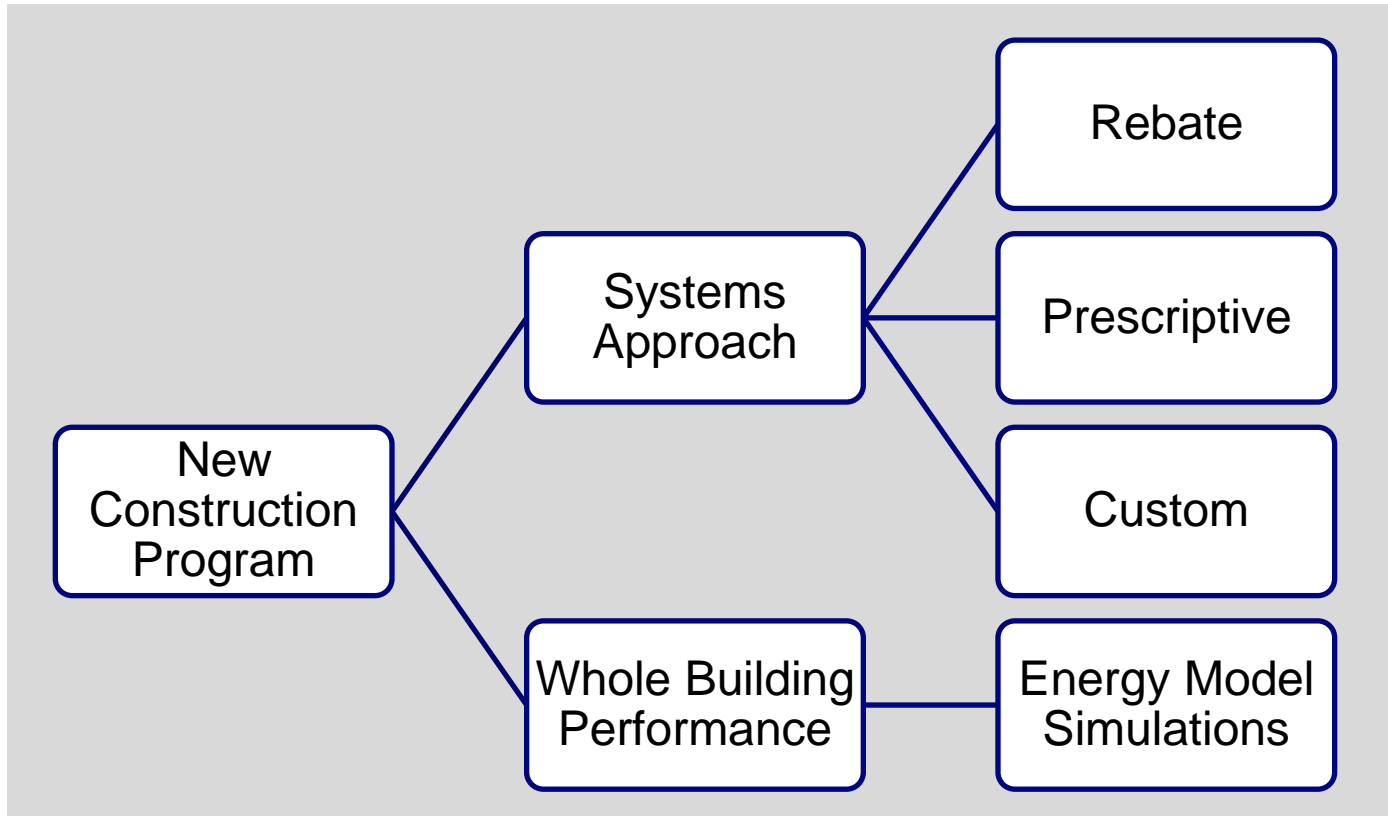 New
Construction
Program
Systems
Approach
Rebate
Prescriptive
Custom
Whole Building
Performance
Energy Model
Simulations